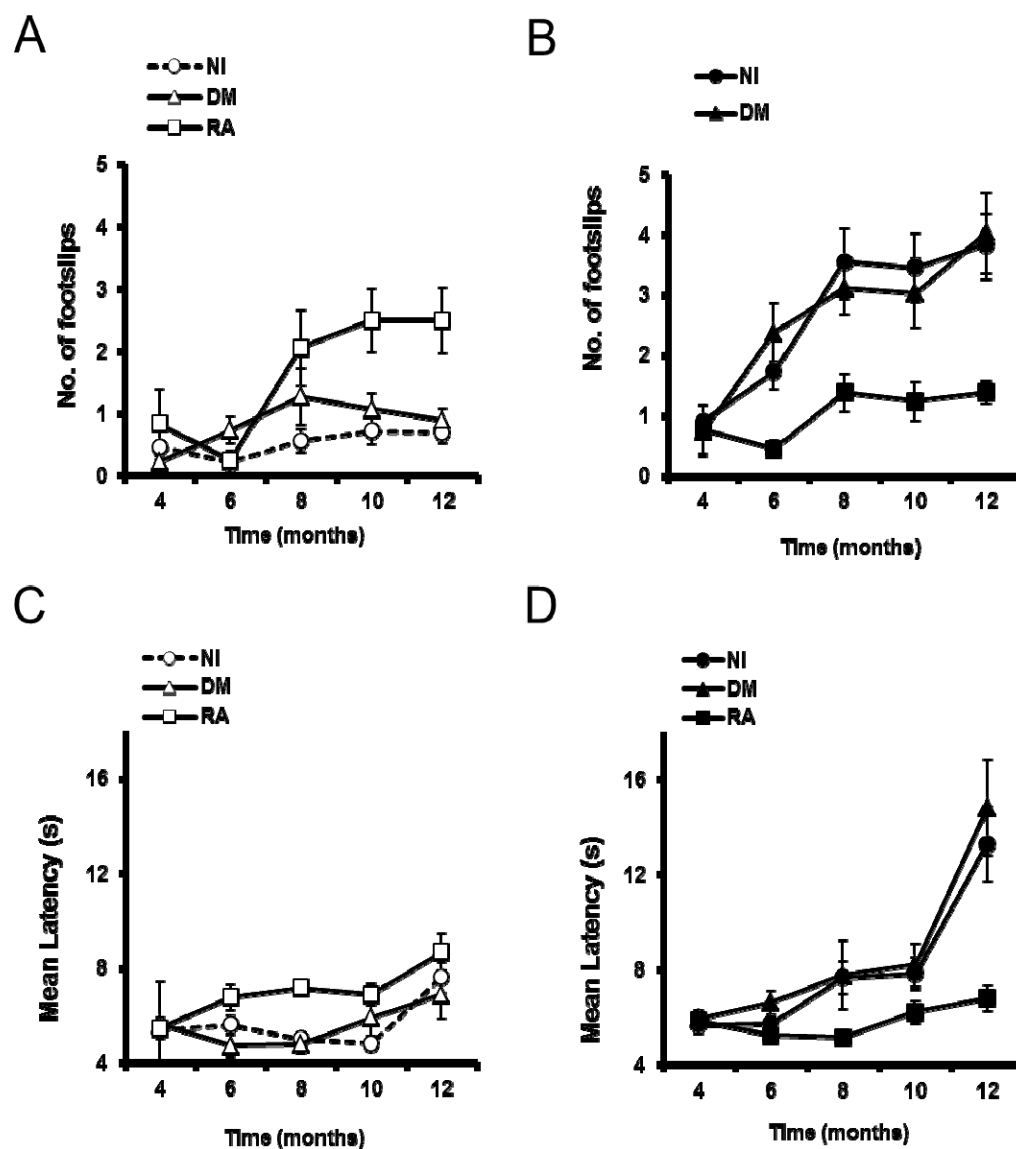 A
NI
DM
RA
No. of footslips
5
4
3
2
1
0
4 6 8 10 12
Time (months)
B
NI
DM
No. of footslips
5
4
3
2
1
0
4 6 8 10 12
Time (months)
C
NI
DM
RA
Mean Latency (s)
16
12
8
4
4 6 8 10 12
Time (months)
D
NI
DM
RA
Mean Latency (s)
16
12
8
4
4 6 8 10 12
Time (months)